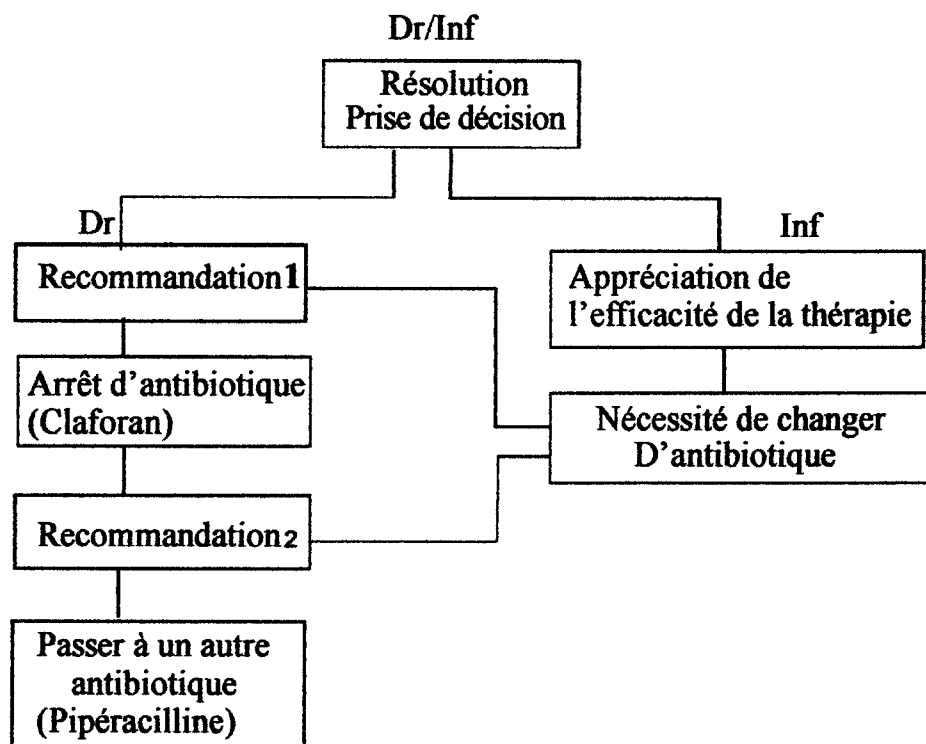 Dr/Inf
Résolution
Prise de décision
Dr
Recommandation1
Arrêt d'antibiotique
(Claforan)
Recommandation2
Passer à un autre
antibiotique
(Pipéracilline)
Inf
Appréciation de
l'efficacité de la thérapie
Nécessité de changer
D'antibiotique